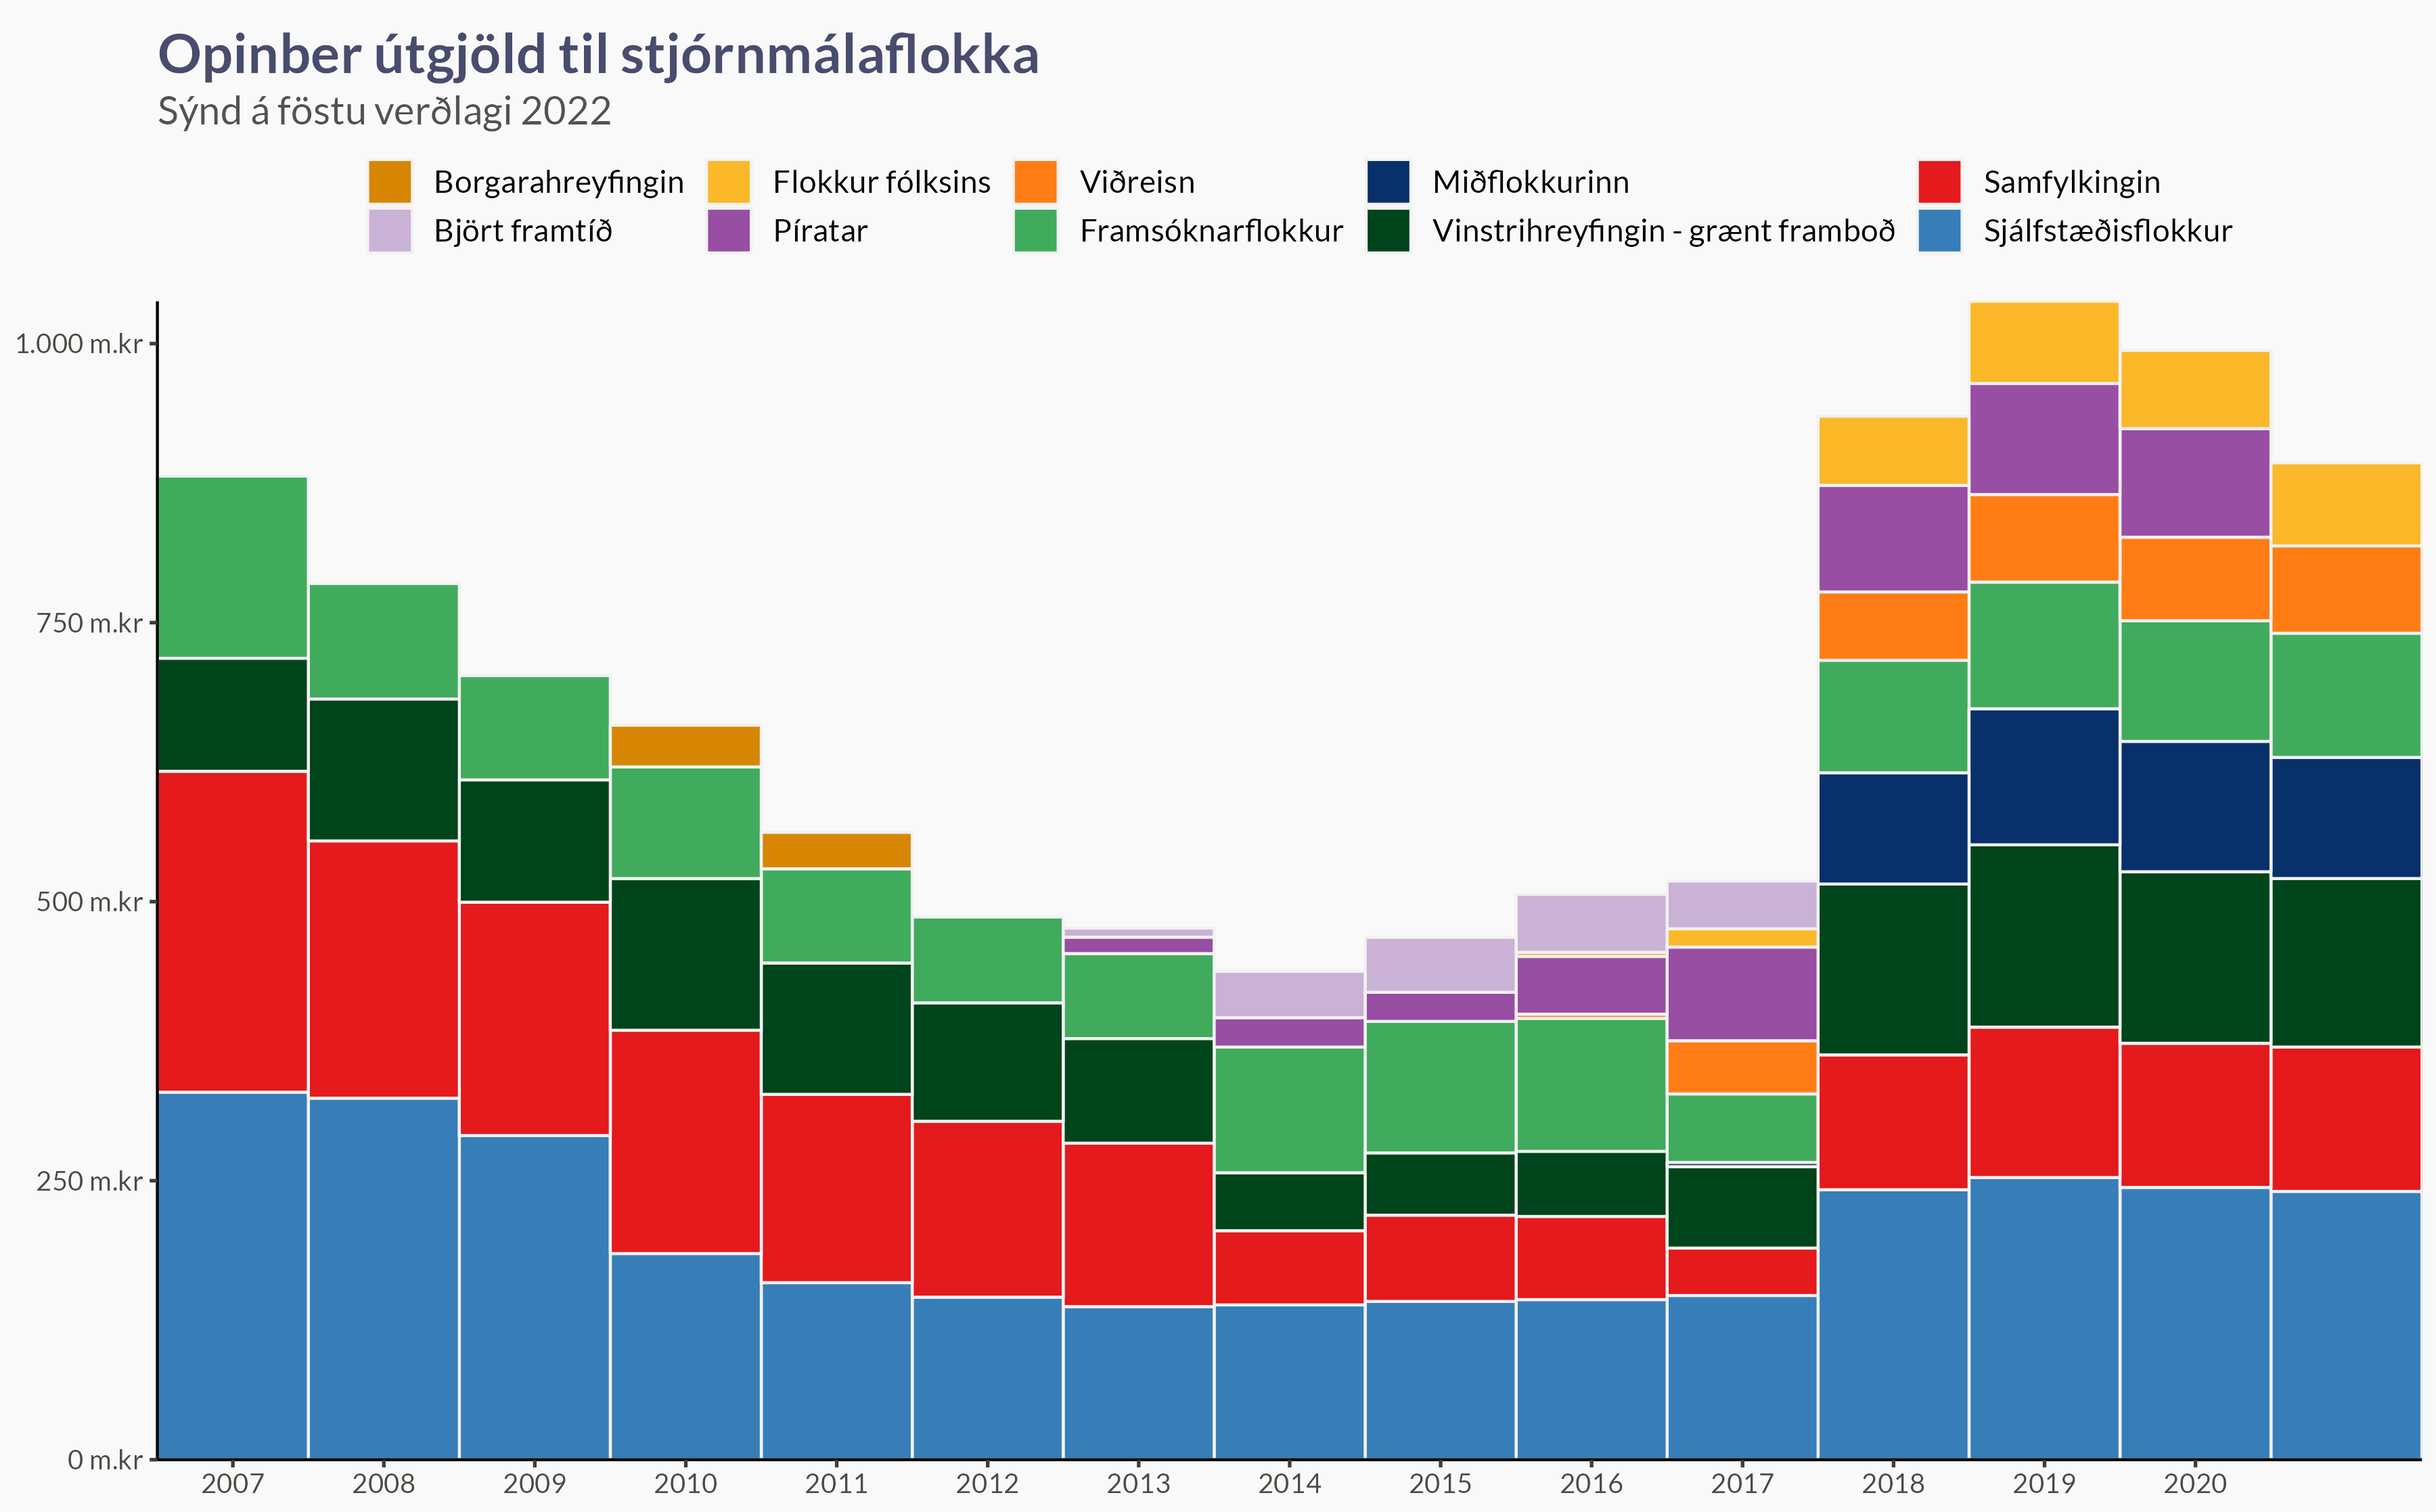 Opinber útgjöld til stjórnmálaflokka
Sýnd á föstu verðlagi 2022
Borgarahreyfingin Flokkur fólksins Viðreisn Miðflokkurinn Samfylkingin
Björt framtíð Píratar Framsóknarflokkur Vinstrihreyfingin - grænt framboð Sjálfstæðisflokkur
1.000 m.kr
750 m.kr
500 m.kr
250 m.kr
0 m.kr
2007 2008 2009 2010 2011 2012 2013 2014 2015 2016 2017 2018 2019 2020